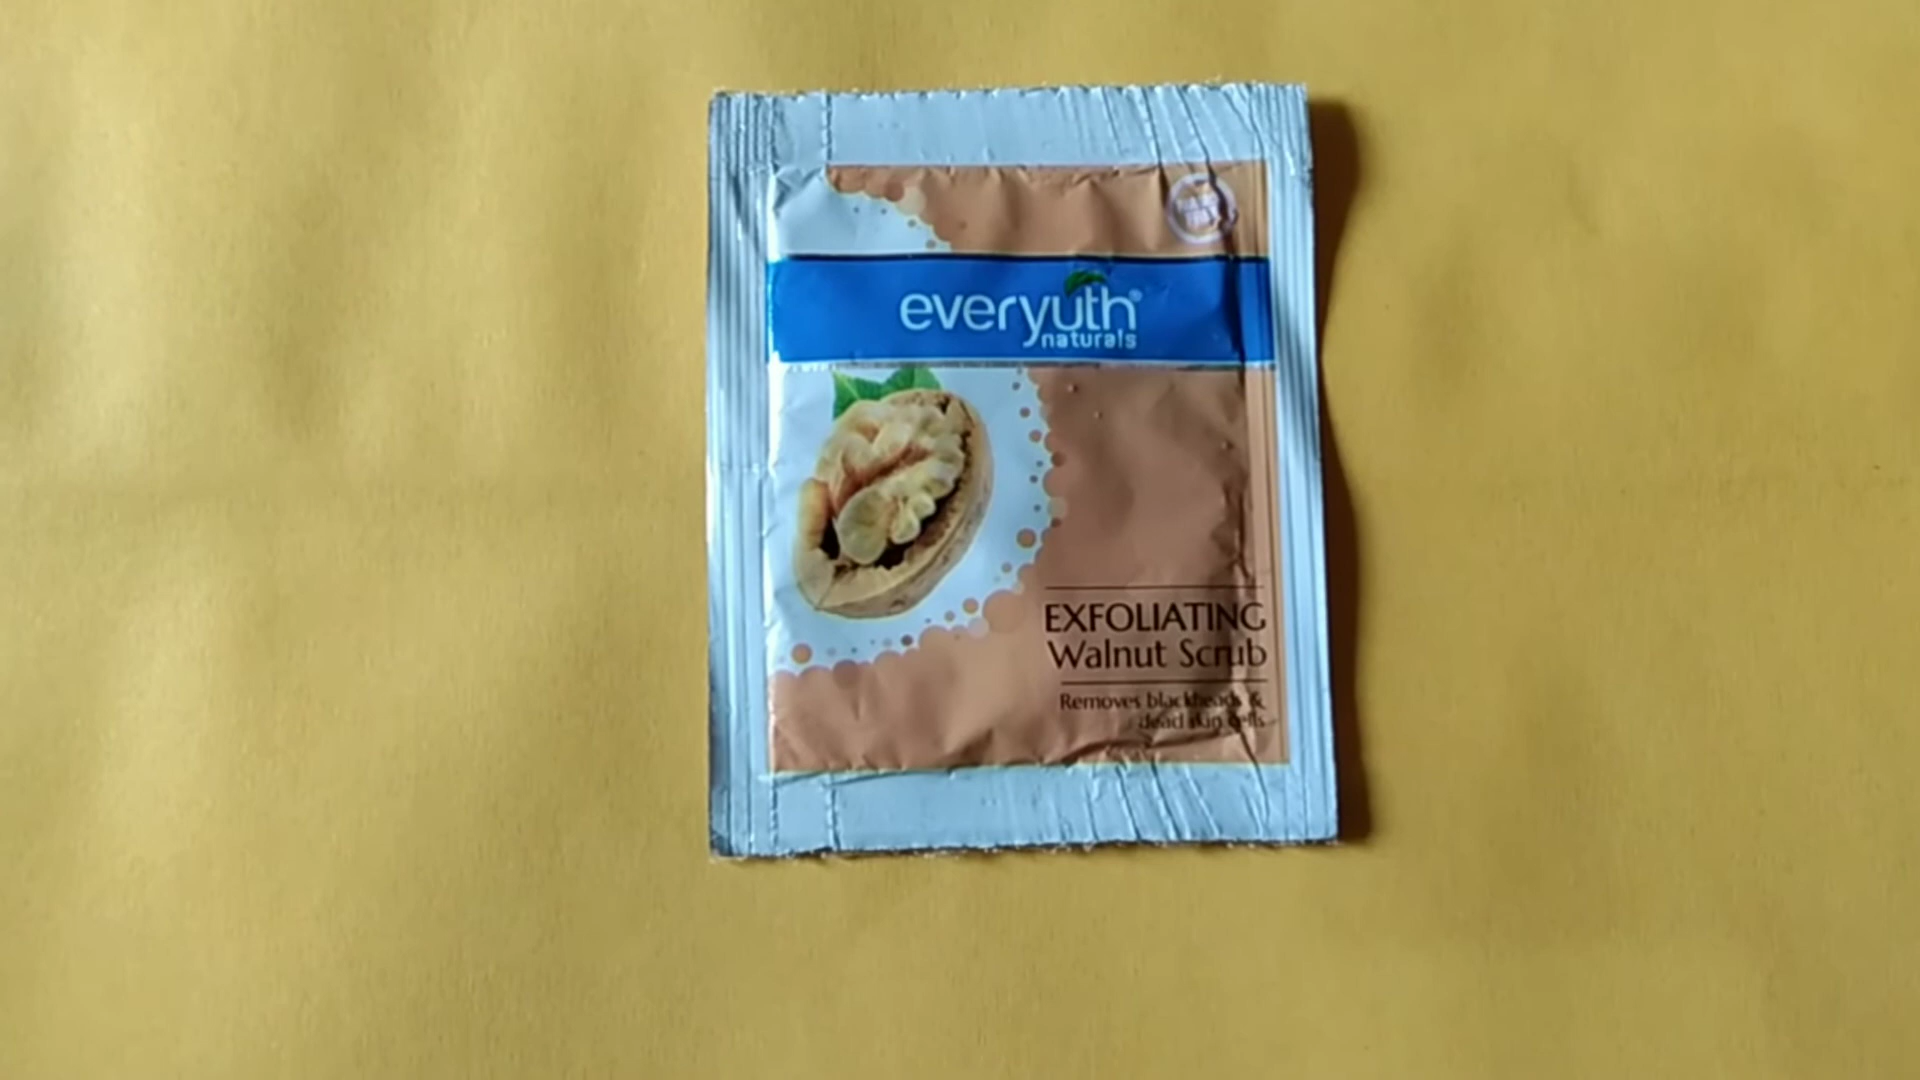 everyuth®
naturals
EXFOLIATING
Walnut Scrub
Removes blackheads &
dead skin cells